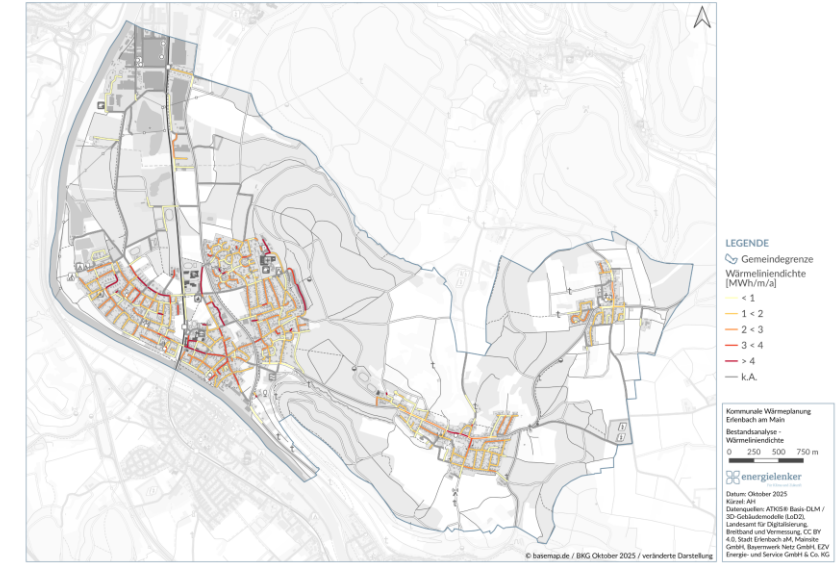 LEGENDE
Gemeindegrenze
Wärmeliniendichte
[MWh/m/a]
< 1
1 < 2
2 < 3
3 < 4
> 4
k.A.
Kommunale Wärmeplanung
Erlenbach am Main
Bestandsanalyse -
Wärmeliniendichte
0 250 500 750 m
energielenker
Datum: Oktober 2025
Kürzel: AH
Datenquellen: ATKIS® Basis-DLM /
3D-Gebäudemodelle (LoD2),
Landesamt für Digitalisierung,
Breitband und Vermessung, CC BY
4.0, Stadt Erlenbach aM, Mainsite
GmbH, Bayernwerk Netz GmbH, EZV
Energie- und Service GmbH & Co. KG
© basemap.de / BKG Oktober 2025 / veränderte Darstellung